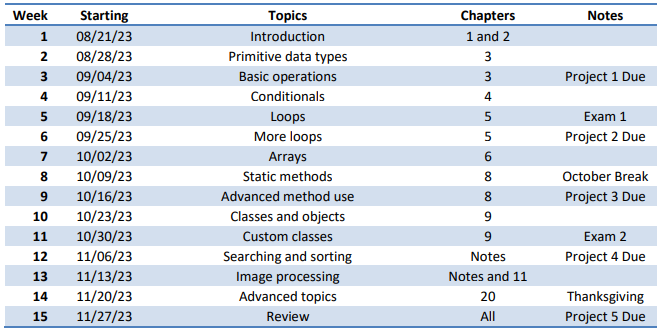 Week Starting Topics Chapters Notes
1 08/21/23 Introduction 1 and 2
2 08/28/23 Primitive data types 3
3 09/04/23 Basic operations 3 Project 1 Due
4 09/11/23 Conditionals 4
5 09/18/23 Loops 5 Exam 1
6 09/25/23 More loops 5 Project 2 Due
7 10/02/23 Arrays 6
8 10/09/23 Static methods 8 October Break
9 10/16/23 Advanced method use 8 Project 3 Due
10 10/23/23 Classes and objects 9
11 10/30/23 Custom classes 9 Exam 2
12 11/06/23 Searching and sorting Notes Project 4 Due
13 11/13/23 Image processing Notes and 11
14 11/20/23 Advanced topics 20 Thanksgiving
15 11/27/23 Review All Project 5 Due